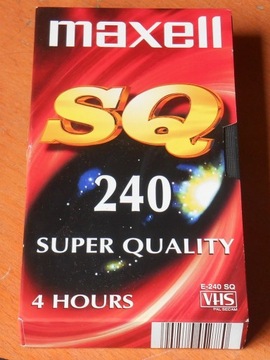 maxell
SQ
240
SUPER QUALITY
E-240 SQ
4 HOURS
VHS
PAL SECAM